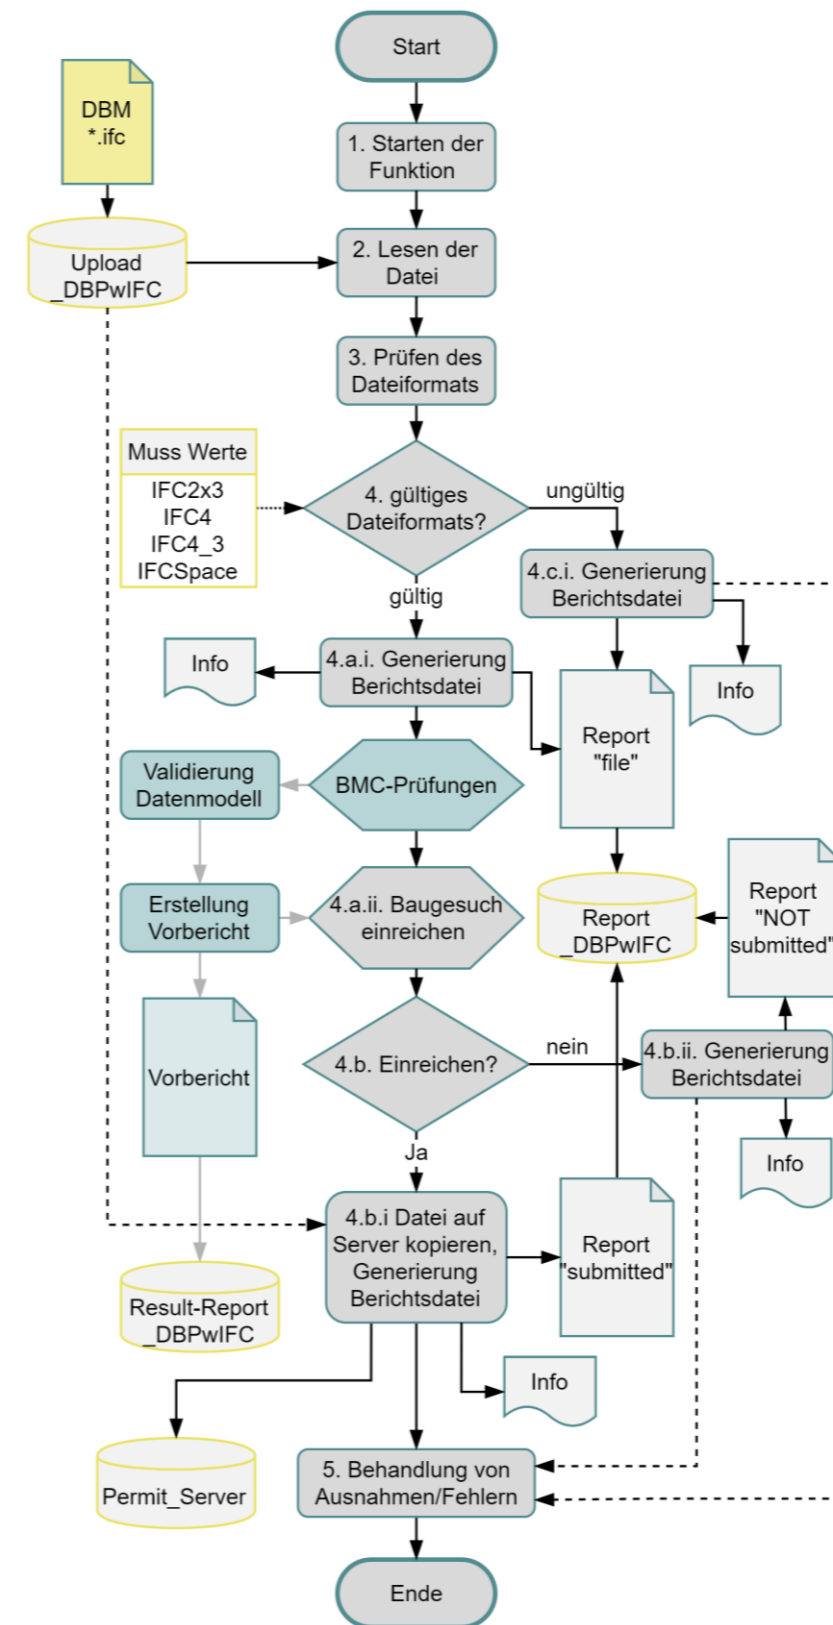 Start
DBM
*.ifc
1. Starten der
Funktion
Upload
_DBPwIFC
2. Lesen der
Datei
3. Prüfen des
Dateiformats
Muss Werte
IFC2x3
IFC4
IFC4_3
IFCSpace
4. gültiges
Dateiformats?
ungültig
gültig
4.c.i. Generierung
Berichtsdatei
Info
4.a.i. Generierung
Berichtsdatei
Info
Report
"file"
Validierung
Datenmodell
BMC-Prüfungen
Erstellung
Vorbericht
4.a.ii. Baugesuch
einreichen
Report
_DBPwIFC
Report
"NOT
submitted"
Vorbericht
4.b. Einreichen?
nein
4.b.ii. Generierung
Berichtsdatei
Ja
Info
4.b.i Datei auf
Server kopieren,
Generierung
Berichtsdatei
Report
"submitted"
Result-Report
_DBPwIFC
Info
Permit_Server
5. Behandlung von
Ausnahmen/Fehlern
Ende